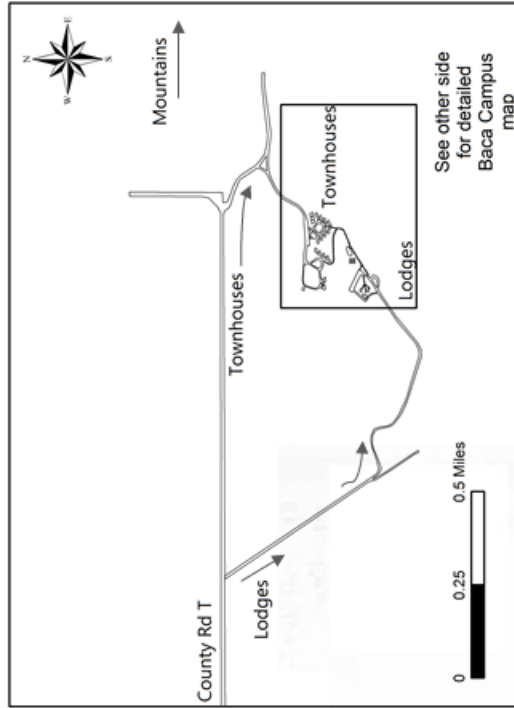 N
E
W
S
Mountains
County Rd T
Townhouses
Lodges
Townhouses
Lodges
0
0.25
0.5 Miles
See other side
for detailed
Baca Campus
map